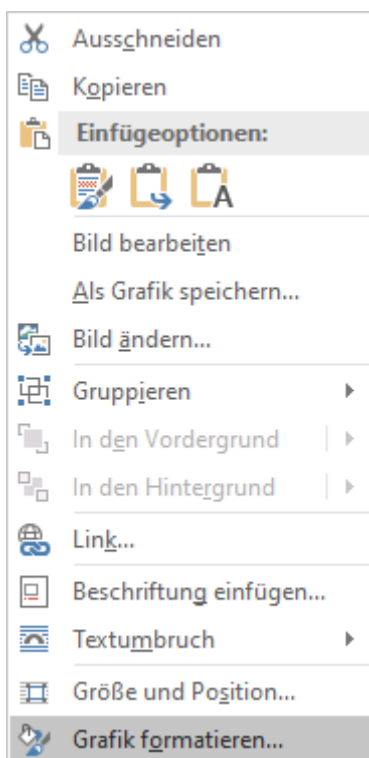 Ausschneiden
Kopieren
Einfügeoptionen:
A
Bild bearbeiten
Als Grafik speichern...
Bild ändern...
Gruppieren
In den Vordergrund
In den Hintergrund
Link...
Beschriftung einfügen...
Textumbruch
Größe und Position...
Grafik formatieren...